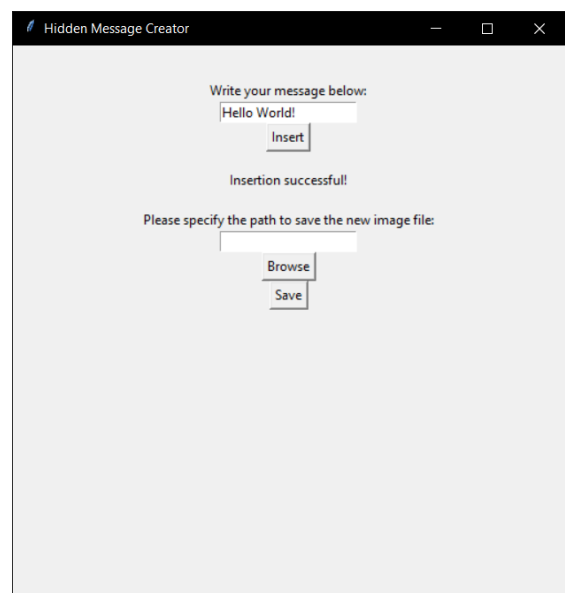 Hidden Message Creator
Write your message below:
Hello World!
Insert
Insertion successful!
Please specify the path to save the new image file:
Browse
Save